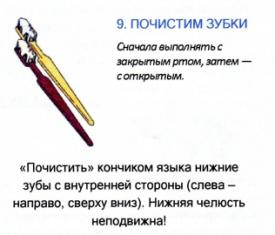 9. ПОЧИСТИМ ЗУБКИ
Сначала выполнять с
закрытым ртом, затем —
с открытым.
«Почистить» кончиком языка нижние
зубы с внутренней стороны (слева –
направо, сверху вниз). Нижняя челюсть
неподвижна!